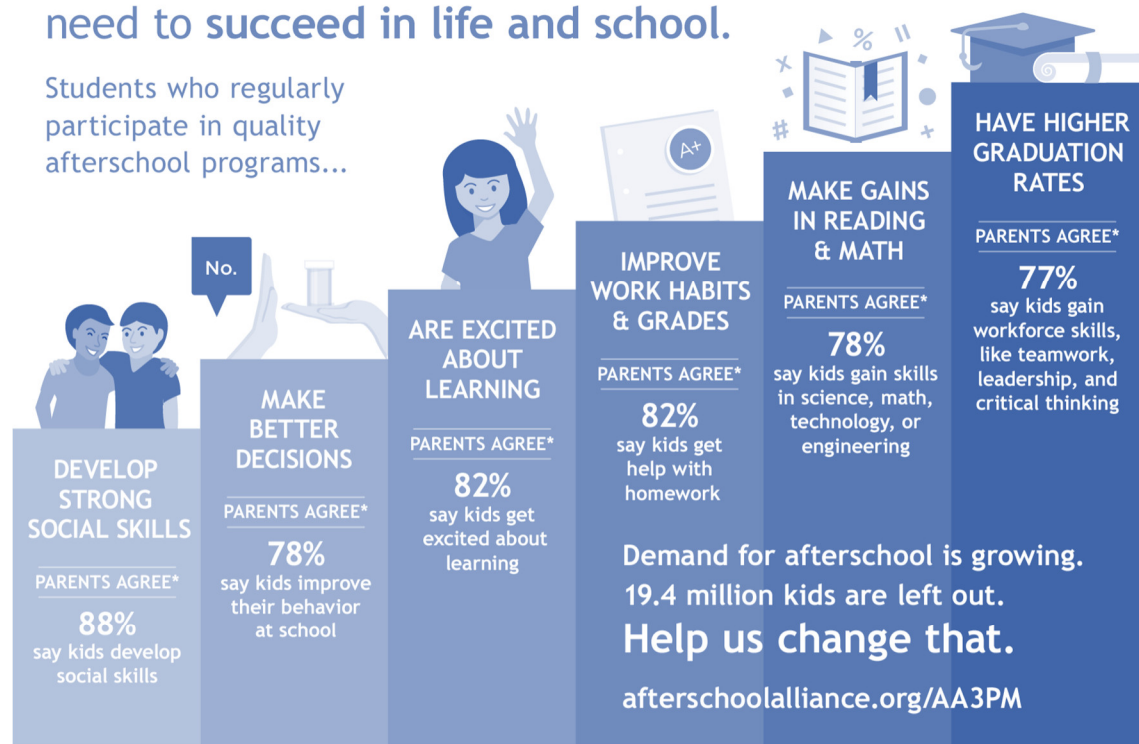 need to succeed in life and school.
Students who regularly
participate in quality
afterschool programs...
No.
A+
% 
#
DEVELOP
STRONG
SOCIAL SKILLS
PARENTS AGREE*
88%
say kids develop
social skills
MAKE
BETTER
DECISIONS
PARENTS AGREE*
78%
say kids improve
their behavior
at school
ARE EXCITED
ABOUT
LEARNING
PARENTS AGREE*
82%
say kids get
excited about
learning
IMPROVE
WORK HABITS
& GRADES
PARENTS AGREE*
82%
say kids get
help with
homework
MAKE GAINS
IN READING
& MATH
PARENTS AGREE*
78%
say kids gain skills
in science, math,
technology, or
engineering
HAVE HIGHER
GRADUATION
RATES
PARENTS AGREE*
77%
say kids gain
workforce skills,
like teamwork,
leadership, and
critical thinking
Demand for afterschool is growing.
19.4 million kids are left out.
Help us change that.
afterschoolalliance.org/AA3PM